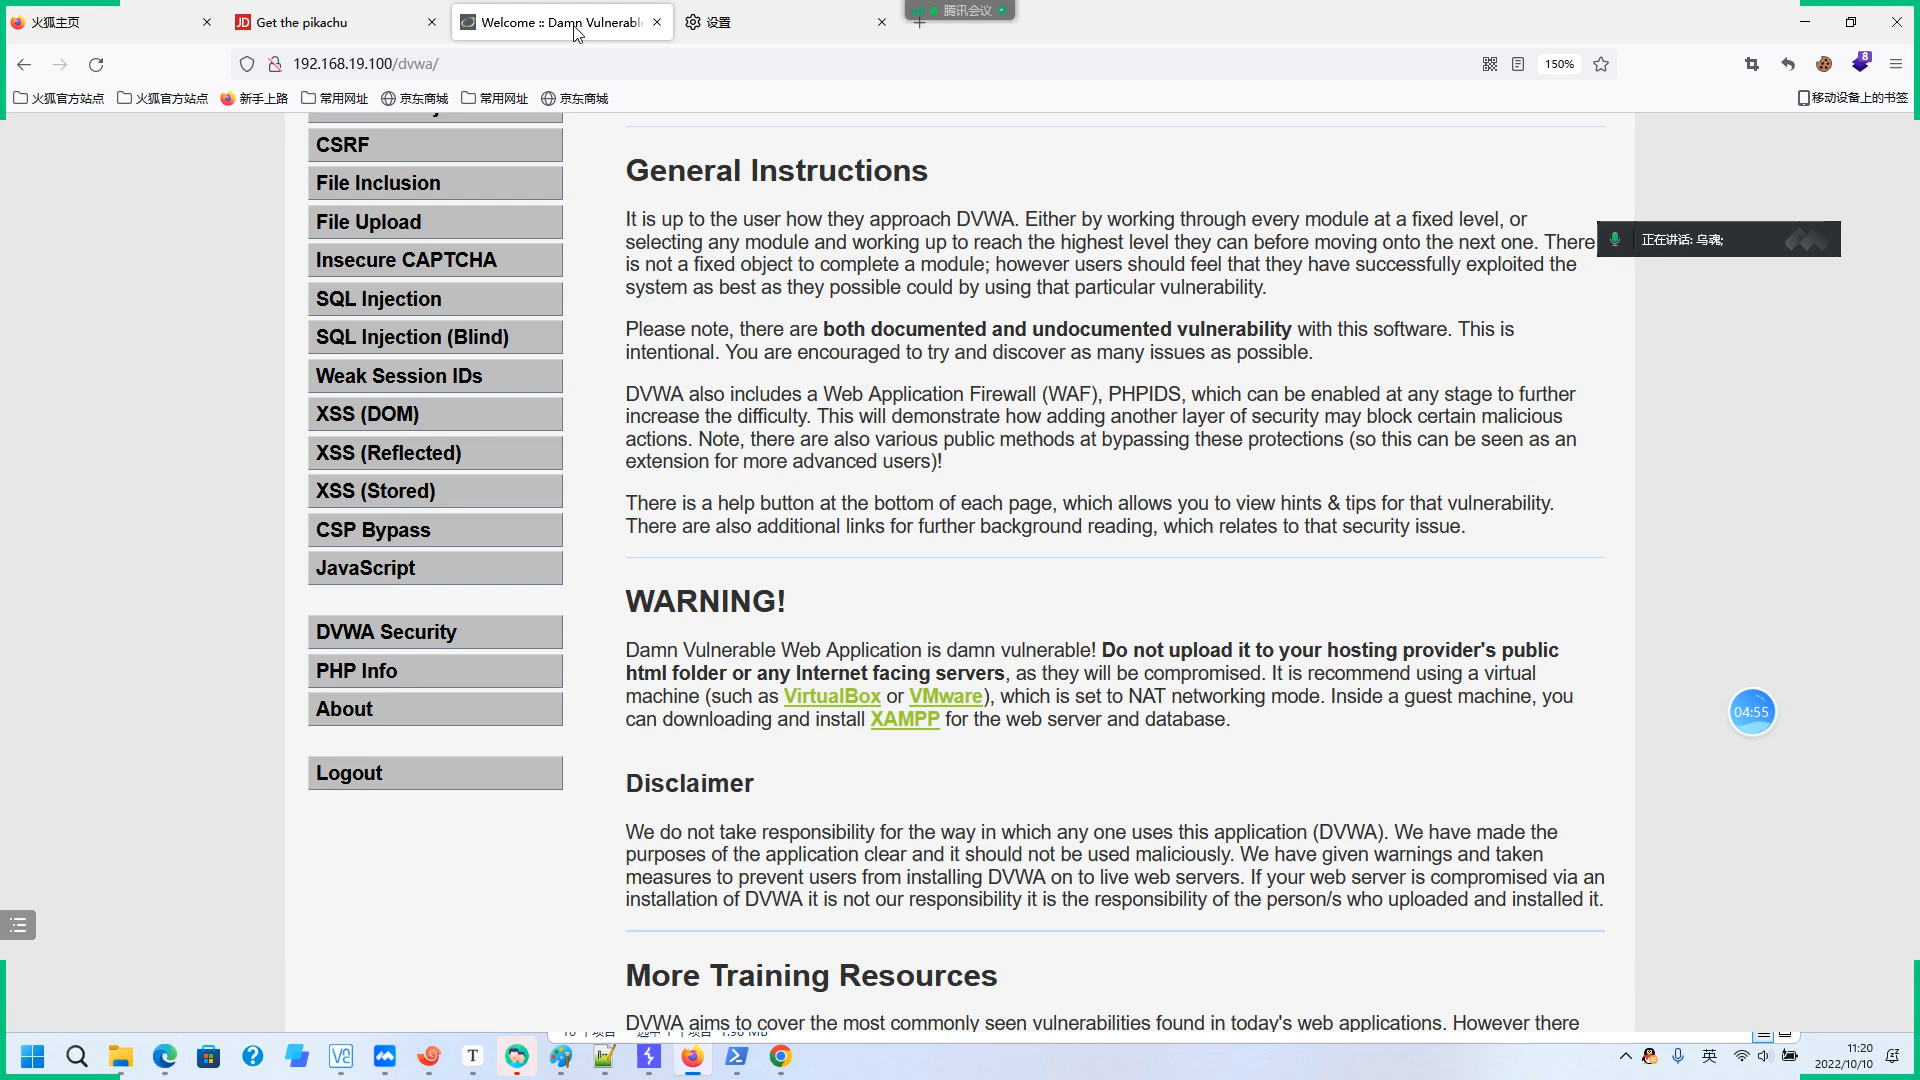 火狐主页
Get the pikachu
Welcome :: Damn Vulnerabl
设置
腾讯会议
192.168.19.100/dvwa/
150%
8
火狐官方站点
火狐官方站点
新手上路
常用网址
京东商城
常用网址
京东商城
移动设备上的书签
CSRF
File Inclusion
File Upload
Insecure CAPTCHA
SQL Injection
SQL Injection (Blind)
Weak Session IDs
XSS (DOM)
XSS (Reflected)
XSS (Stored)
CSP Bypass
JavaScript
DVWA Security
PHP Info
About
Logout
General Instructions
It is up to the user how they approach DVWA. Either by working through every module at a fixed level, or
selecting any module and working up to reach the highest level they can before moving onto the next one. There
is not a fixed object to complete a module; however users should feel that they have successfully exploited the
system as best as they possible could by using that particular vulnerability.
Please note, there are both documented and undocumented vulnerability with this software. This is
intentional. You are encouraged to try and discover as many issues as possible.
DVWA also includes a Web Application Firewall (WAF), PHPIDS, which can be enabled at any stage to further
increase the difficulty. This will demonstrate how adding another layer of security may block certain malicious
actions. Note, there are also various public methods at bypassing these protections (so this can be seen as an
extension for more advanced users)!
There is a help button at the bottom of each page, which allows you to view hints & tips for that vulnerability.
There are also additional links for further background reading, which relates to that security issue.
WARNING!
Damn Vulnerable Web Application is damn vulnerable! Do not upload it to your hosting provider's public
html folder or any Internet facing servers, as they will be compromised. It is recommend using a virtual
machine (such as VirtualBox or VMware), which is set to NAT networking mode. Inside a guest machine, you
can downloading and install XAMPP for the web server and database.
Disclaimer
We do not take responsibility for the way in which any one uses this application (DVWA). We have made the
purposes of the application clear and it should not be used maliciously. We have given warnings and taken
measures to prevent users from installing DVWA on to live web servers. If your web server is compromised via an
installation of DVWA it is not our responsibility it is the responsibility of the person/s who uploaded and installed it.
More Training Resources
DVWA aims to cover the most commonly seen vulnerabilities found in today's web applications. However there
正在讲话: 乌魂;
04:55
英
11:20
2022/10/10